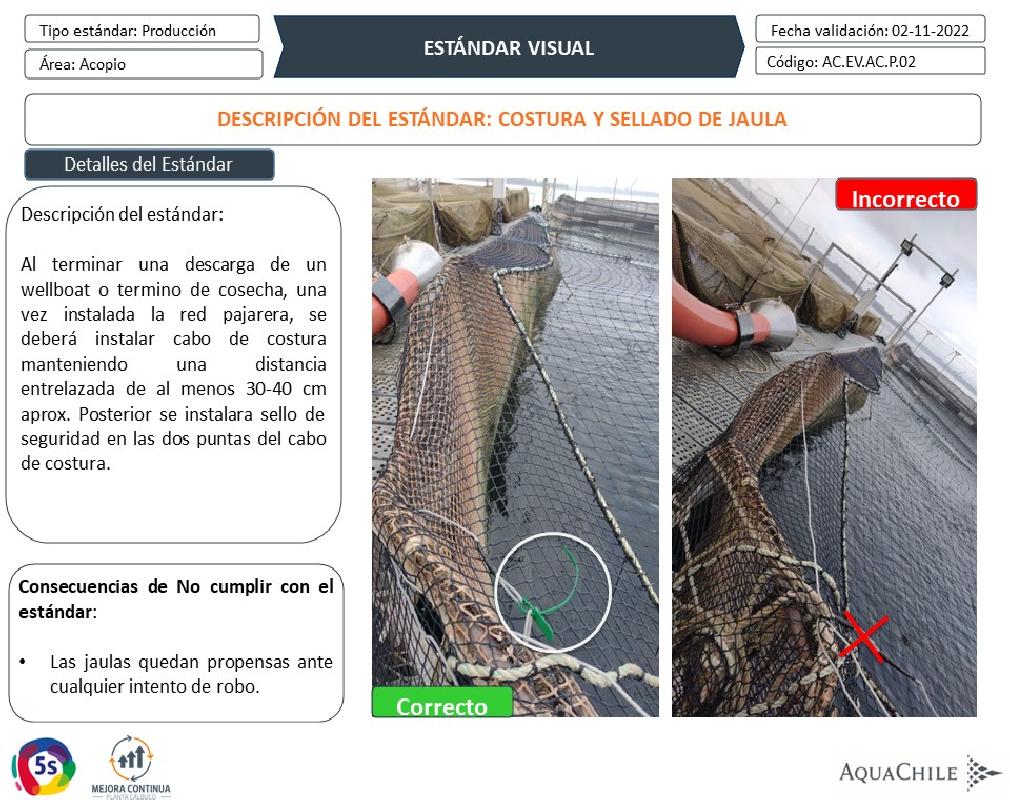 Tipo estándar: Producción
Área: Acopio
ESTÁNDAR VISUAL
Fecha validación: 02-11-2022
Código: AC.EV.AC.P.02
DESCRIPCIÓN DEL ESTÁNDAR: COSTURA Y SELLADO DE JAULA
Detalles del Estándar
Descripción del estándar:
Al terminar una descarga de un
wellboat o termino de cosecha, una
vez instalada la red pajarera, se
deberá instalar cabo de costura
manteniendo una distancia
entrelazada de al menos 30-40 cm
aprox. Posterior se instalara sello de
seguridad en las dos puntas del cabo
de costura.
Consecuencias de No cumplir con el
estándar:
• Las jaulas quedan propensas ante
cualquier intento de robo.
Correcto
Incorrecto
5s
MEJORA CONTINUA
PLANTA CALBUCO
AQUACHILE